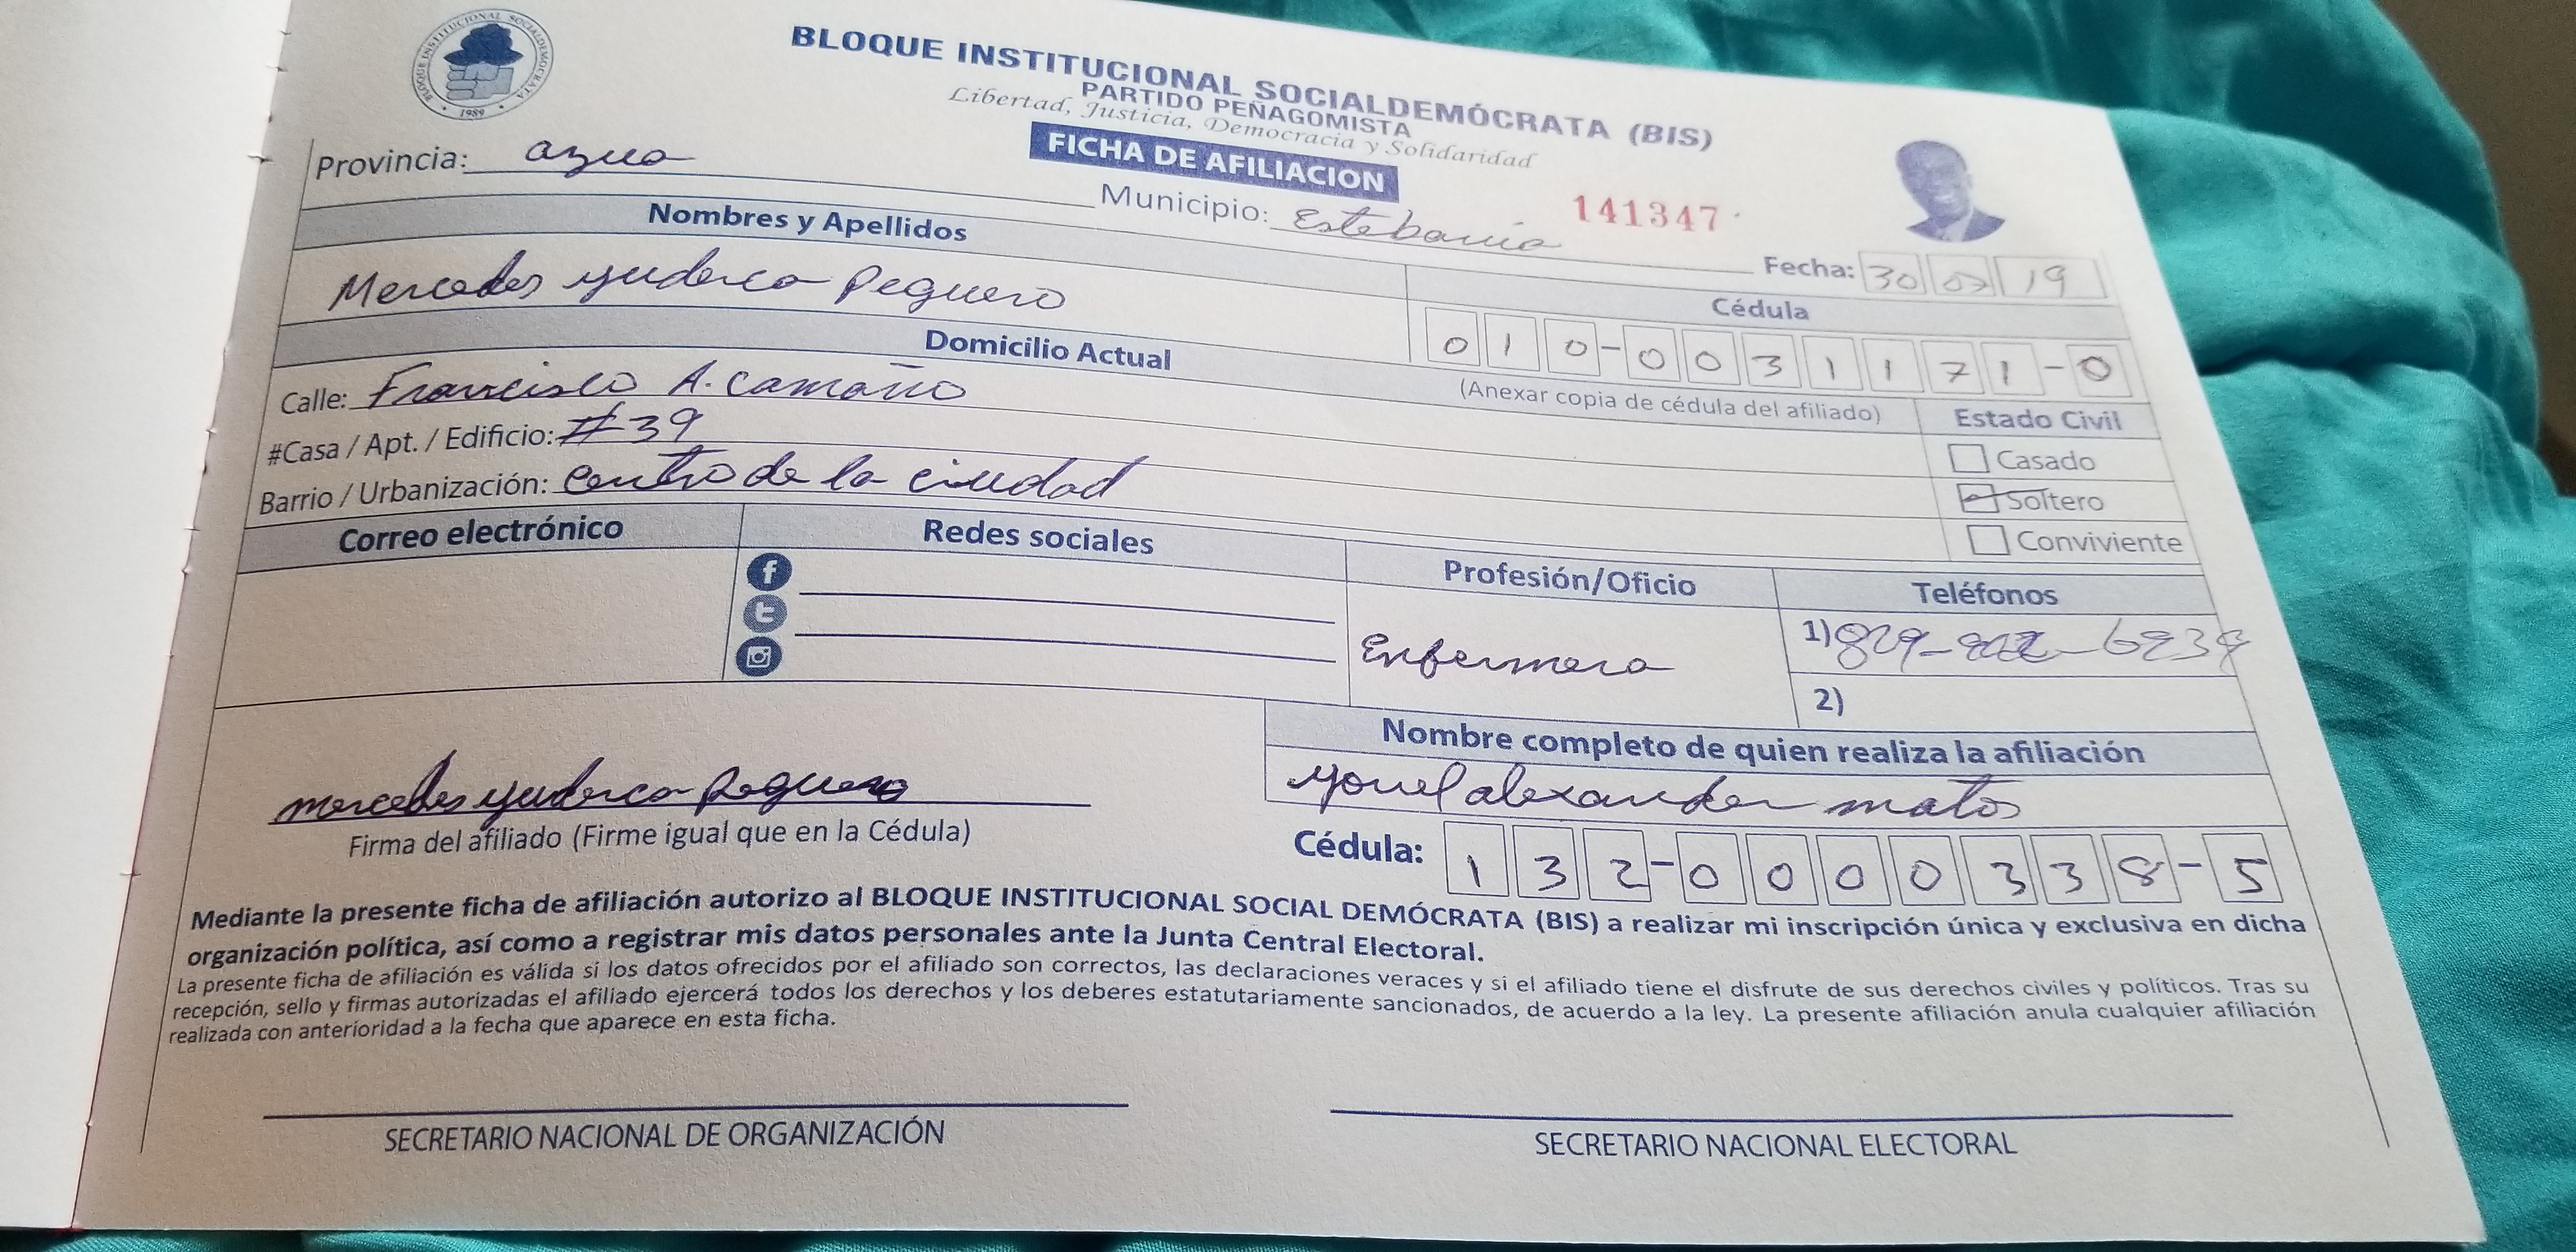 BLOQUE INSTITUCIONAL SOCIALDEMÓCRATA 1989
BLOQUE INSTITUCIONAL SOCIALDEMÓCRATA (BIS)
PARTIDO PEÑAGOMISTA
Libertad, Justicia, Democracia y Solidaridad
FICHA DE AFILIACION
141347
Provincia: azua Municipio: Estebania
Fecha: 30 07 19
Nombres y Apellidos
Mercedes yuderca Peguero
Cédula
010-0031171-0
(Anexar copia de cédula del afiliado)
Domicilio Actual
Calle: Francisco A. Camaño
#Casa / Apt. / Edificio: #39
Barrio / Urbanización: centro de la ciudad
Estado Civil
Casado
Soltero
Conviviente
Correo electrónico
Redes sociales
Profesión/Oficio
Enfermera
Teléfonos
1) 829-
2)
Nombre completo de quien realiza la afiliación
yonel alexander matos
Cédula: 132-0000338-5
mercedes yuderca Peguero
Firma del afiliado (Firme igual que en la Cédula)
Mediante la presente ficha de afiliación autorizo al BLOQUE INSTITUCIONAL SOCIAL DEMÓCRATA (BIS) a realizar mi inscripción única y exclusiva en dicha
organización política, así como a registrar mis datos personales ante la Junta Central Electoral.
La presente ficha de afiliación es válida si los datos ofrecidos por el afiliado son correctos, las declaraciones veraces y si el afiliado tiene el disfrute de sus derechos civiles y políticos. Tras su
recepción, sello y firmas autorizadas el afiliado ejercerá todos los derechos y los deberes estatutariamente sancionados, de acuerdo a la ley. La presente afiliación anula cualquier afiliación
realizada con anterioridad a la fecha que aparece en esta ficha.
SECRETARIO NACIONAL DE ORGANIZACIÓN
SECRETARIO NACIONAL ELECTORAL